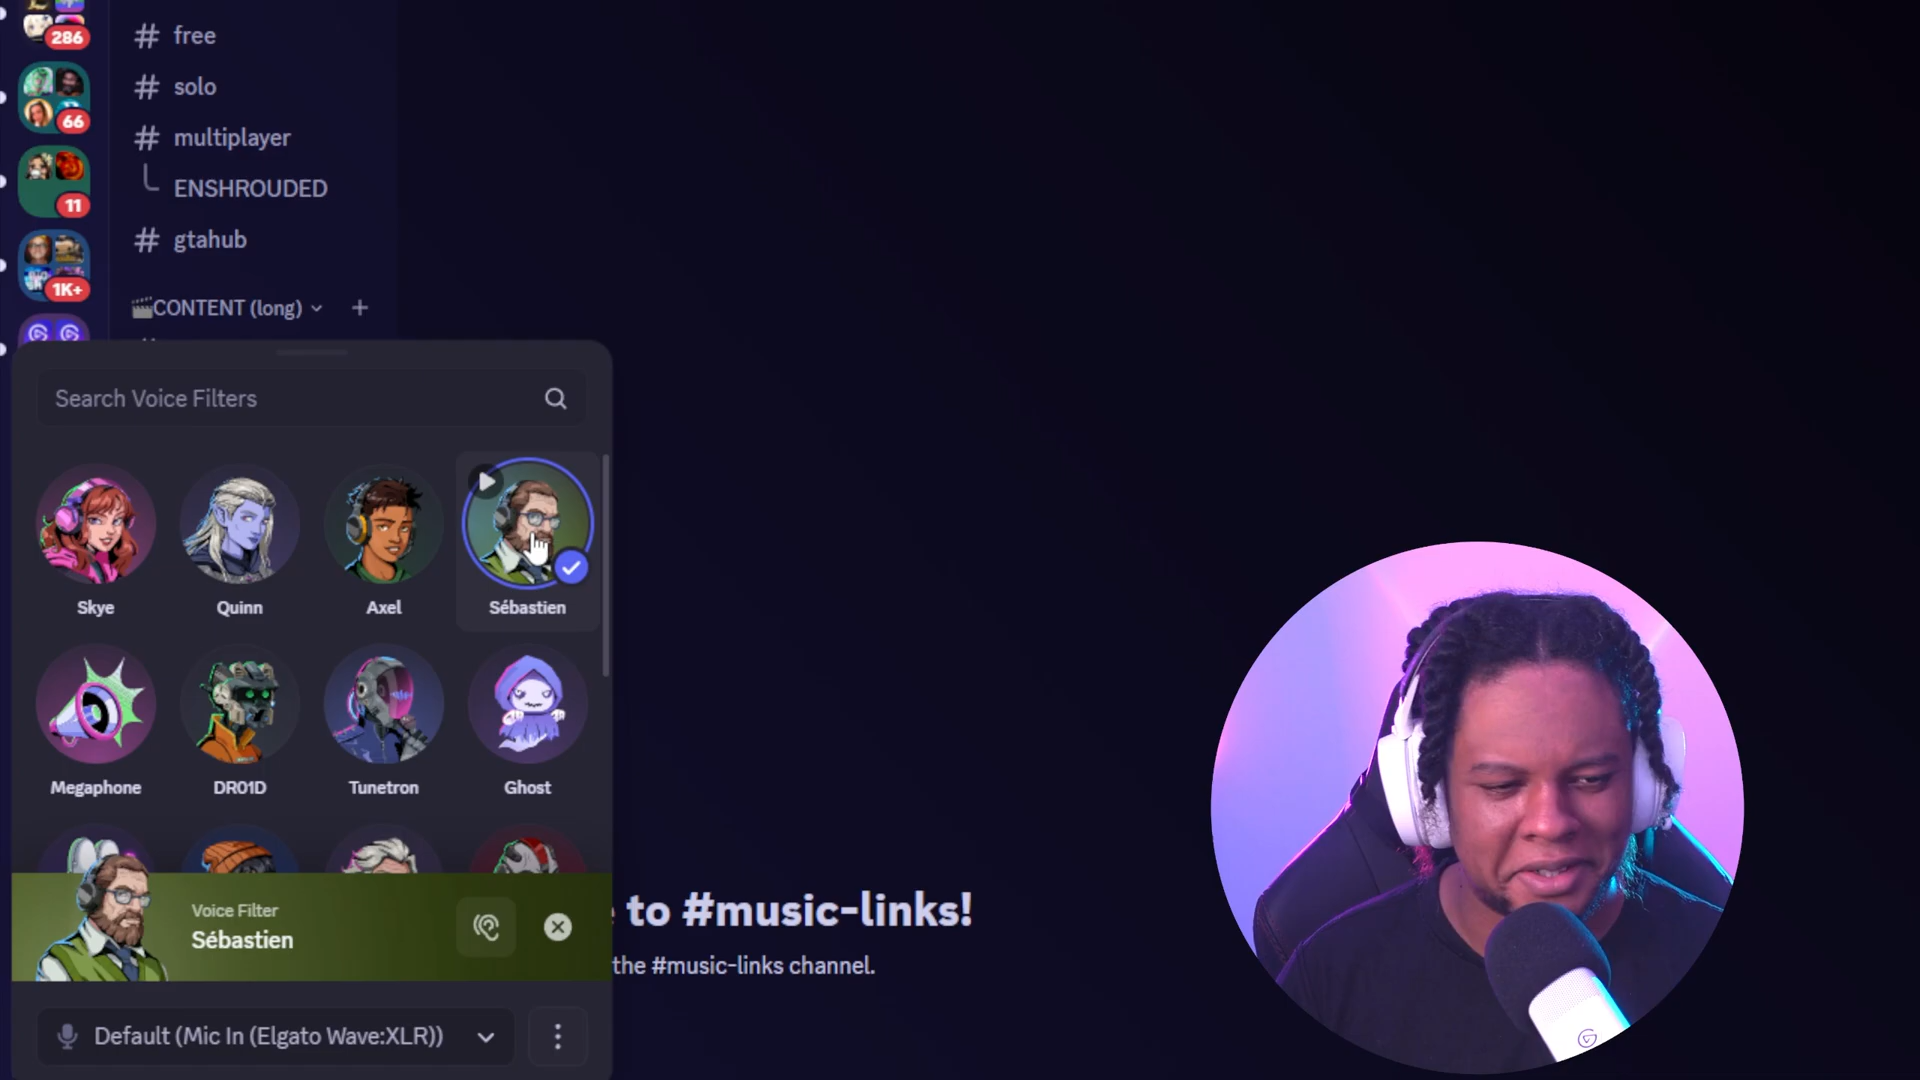 286
free
solo
66
multiplayer
ENSHROUDED
11
gtahub
1K+
CONTENT (long)
Search Voice Filters
Skye
Quinn
Axel
Sébastien
Megaphone
DR01D
Tunetron
Ghost
Voice Filter
Sébastien
to #music-links!
the #music-links channel.
Default (Mic In (Elgato Wave:XLR))